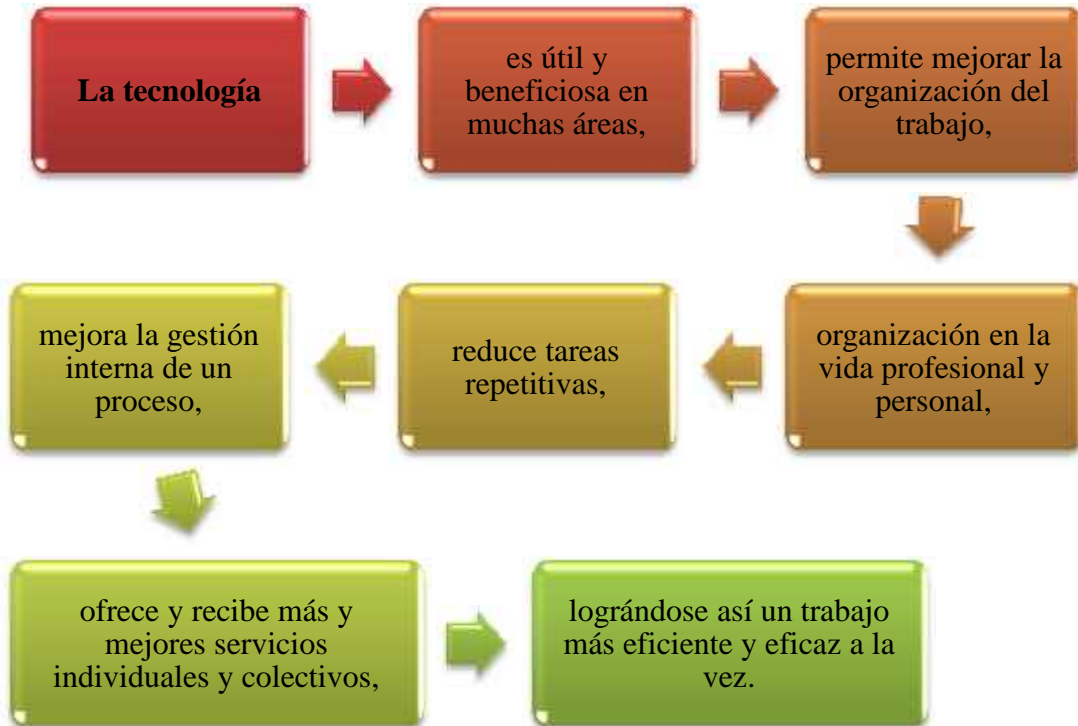 La tecnología
es útil y
beneficiosa en
muchas áreas,
permite mejorar la
organización del
trabajo,
organización en la
vida profesional y
personal,
reduce tareas
repetitivas,
mejora la gestión
interna de un
proceso,
ofrece y recibe más y
mejores servicios
individuales y colectivos,
lográndose así un trabajo
más eficiente y eficaz a la
vez.